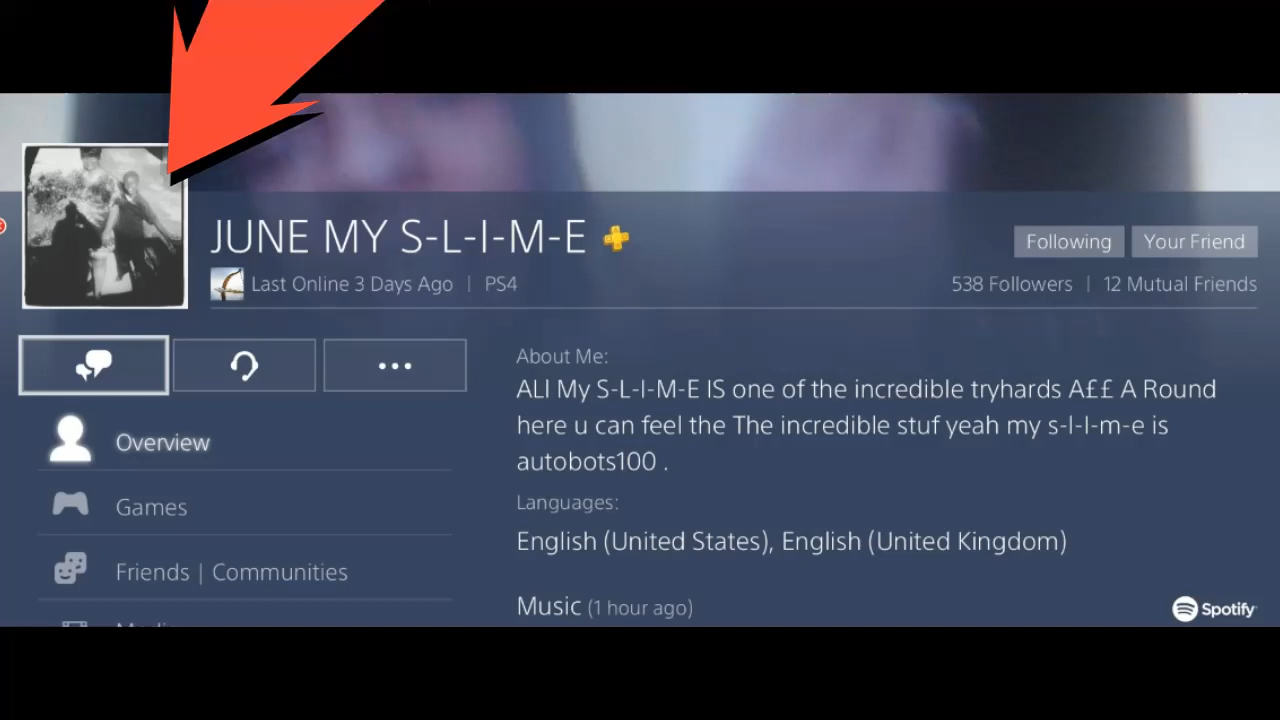 JUNE MY S-L-I-M-E
Last Online 3 Days Ago | PS4
Following
Your Friend
538 Followers | 12 Mutual Friends
Overview
Games
Friends | Communities
About Me:
ALl My S-L-I-M-E IS one of the incredible tryhards A££ A Round
here u can feel the The incredible stuf yeah my s-l-I-m-e is
autobots100 .
Languages:
English (United States), English (United Kingdom)
Music (1 hour ago)
Spotify